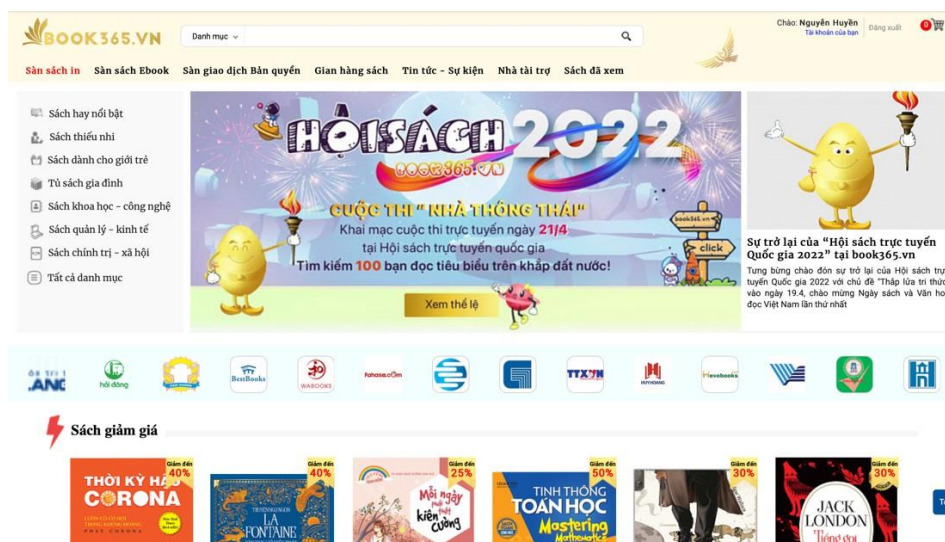 BOOK365.VN
Danh mục
Chào: Nguyễn Huyền
Tài khoản của bạn
Đăng xuất
0
Sàn sách in Sàn sách Ebook Sàn giao dịch Bản quyền Gian hàng sách Tin tức - Sự kiện Nhà tài trợ Sách đã xem
Sách hay nổi bật
Sách thiếu nhi
Sách dành cho giới trẻ
Tủ sách gia đình
Sách khoa học - công nghệ
Sách quản lý - kinh tế
Sách chính trị - xã hội
Tất cả danh mục
HỘI SÁCH 2022
BOOK365.VN
CUỘC THI " NHÀ THÔNG THÁI"
Khai mạc cuộc thi trực tuyến ngày 21/4
tại Hội sách trực tuyến quốc gia
Tìm kiếm 100 bạn đọc tiêu biểu trên khắp đất nước!
Xem thể lệ
book365.vn
click
Sự trở lại của “Hội sách trực tuyến
Quốc gia 2022” tại book365.vn
Tưng bừng chào đón sự trở lại của Hội sách trự
tuyến Quốc gia 2022 với chủ đề "Thắp lửa tri thức
vào ngày 19.4, chào mừng Ngày sách và Văn ho
đọc Việt Nam lần thứ nhất
hải đăng
BestBooks
WABOOKS
FAHASA.COM
TTXVN
HUYHOANG
Sách giảm giá
Giảm đến
40%
THỜI KỲ HẬU
CORONA
Giảm đến
40%
LA
FONTAINE
Giảm đến
25%
Mỗi ngày
một chút
kiên cường
Giảm đến
50%
TINH THÔNG
TOÁN HỌC
Mastering
Mathematics
Giảm đến
30%
Giảm đến
30%
JACK
LONDON
Tiếng gọi